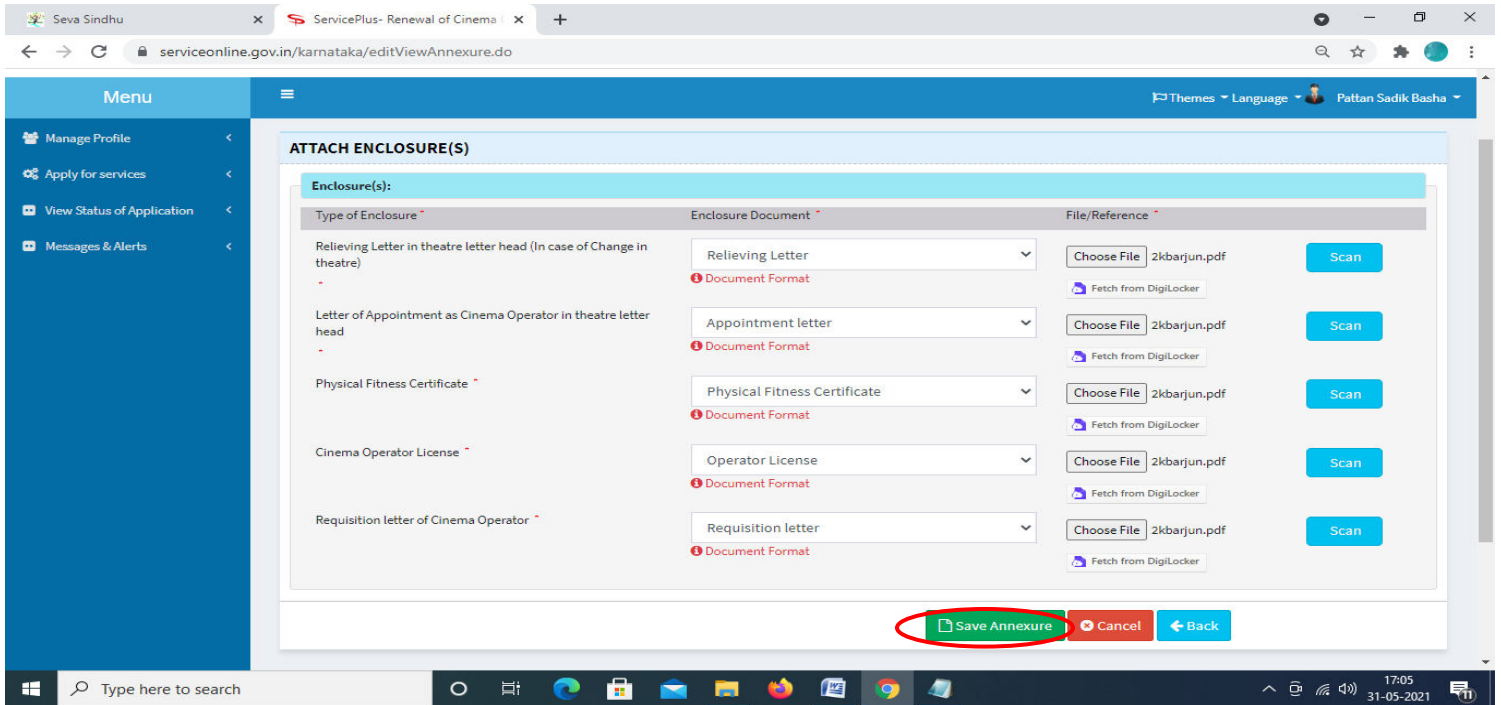 Seva Sindhu
ServicePlus- Renewal of Cinema
serviceonline.gov.in/karnataka/editViewAnnexure.do
Menu
Themes Language Pattan Sadik Basha
Manage Profile
Apply for services
View Status of Application
Messages & Alerts
ATTACH ENCLOSURE(S)
Enclosure(s):
Type of Enclosure * Enclosure Document * File/Reference *
Relieving Letter in theatre letter head (In case of Change in
theatre)
*
Relieving Letter
Document Format
Choose File 2kbarjun.pdf
Scan
Fetch from DigiLocker
Letter of Appointment as Cinema Operator in theatre letter
head
*
Appointment letter
Document Format
Choose File 2kbarjun.pdf
Scan
Fetch from DigiLocker
Physical Fitness Certificate *
Physical Fitness Certificate
Document Format
Choose File 2kbarjun.pdf
Scan
Fetch from DigiLocker
Cinema Operator License *
Operator License
Document Format
Choose File 2kbarjun.pdf
Scan
Fetch from DigiLocker
Requisition letter of Cinema Operator *
Requisition letter
Document Format
Choose File 2kbarjun.pdf
Scan
Fetch from DigiLocker
Save Annexure Cancel Back
Type here to search
17:05
31-05-2021
11